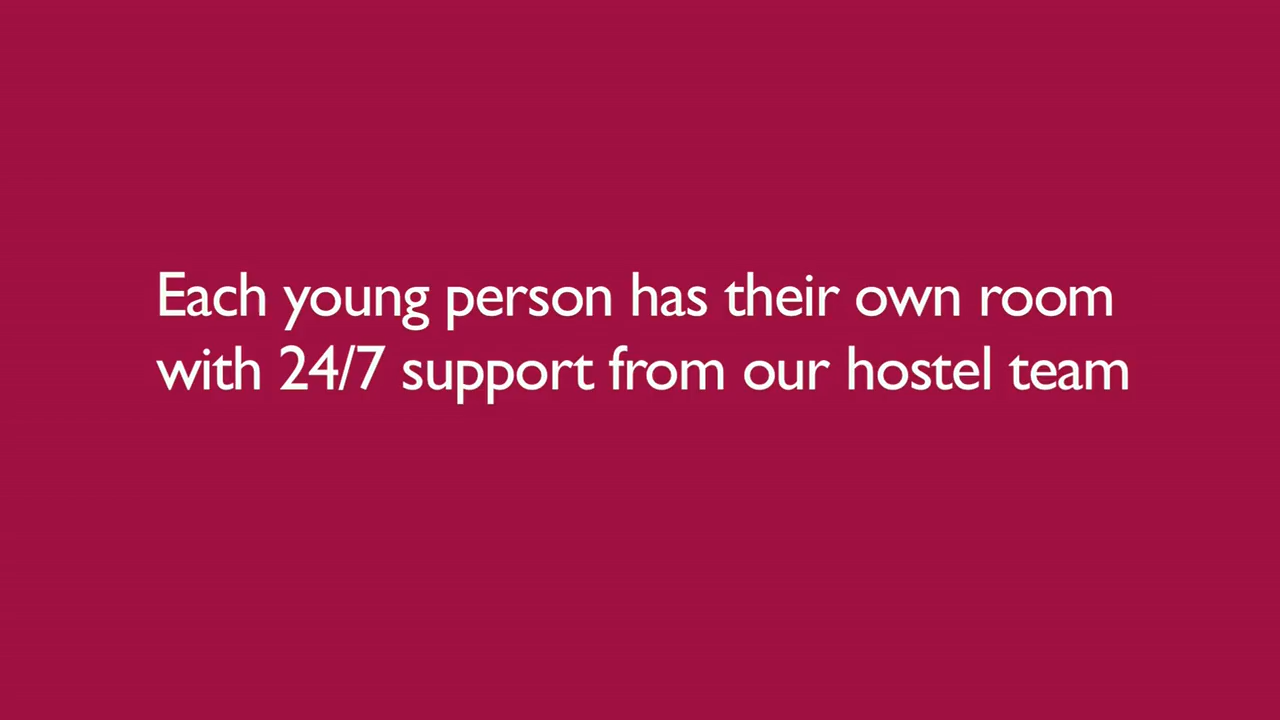 Each young person has their own room
with 24/7 support from our hostel team